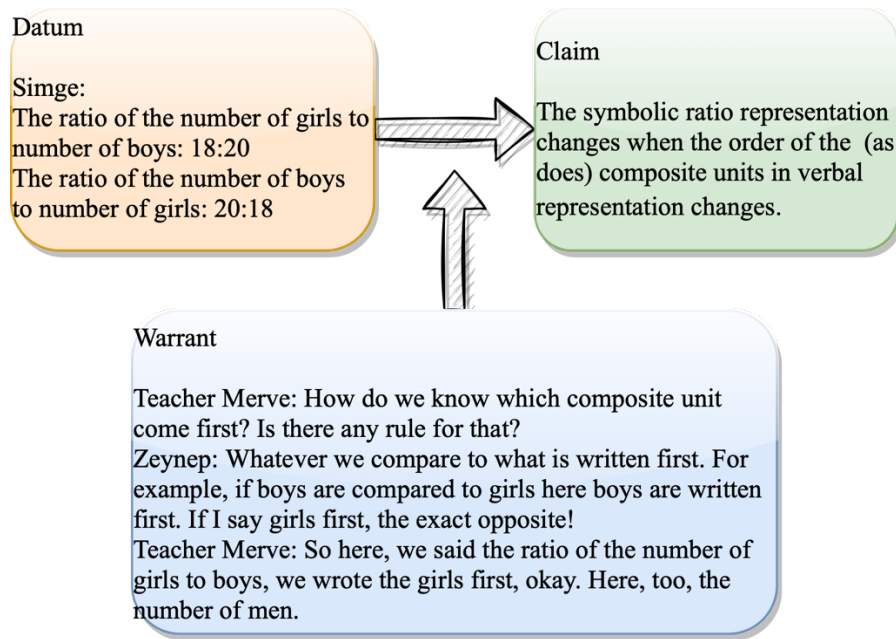 Datum
Simge:
The ratio of the number of girls to
number of boys: 18:20
The ratio of the number of boys
to number of girls: 20:18
Claim
The symbolic ratio representation
changes when the order of the (as
does) composite units in verbal
representation changes.
Warrant
Teacher Merve: How do we know which composite unit
come first? Is there any rule for that?
Zeynep: Whatever we compare to what is written first. For
example, if boys are compared to girls here boys are written
first. If I say girls first, the exact opposite!
Teacher Merve: So here, we said the ratio of the number of
girls to boys, we wrote the girls first, okay. Here, too, the
number of men.